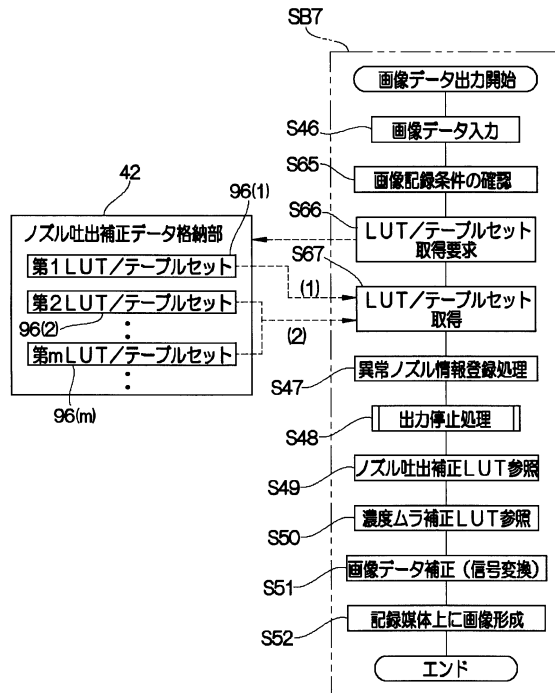 SB7
画像データ出力開始
S46
画像データ入力
S65
画像記録条件の確認
S66
LUT/テーブルセット
取得要求
S67
LUT/テーブルセット
取得
42
96(1)
ノズル吐出補正データ格納部
第1LUT/テーブルセット
(1)
第2LUT/テーブルセット
96(2)
(2)
第mLUT/テーブルセット
96(m)
S47
異常ノズル情報登録処理
S48
出力停止処理
S49
ノズル吐出補正LUT参照
S50
濃度ムラ補正LUT参照
S51
画像データ補正(信号変換)
S52
記録媒体上に画像形成
エンド